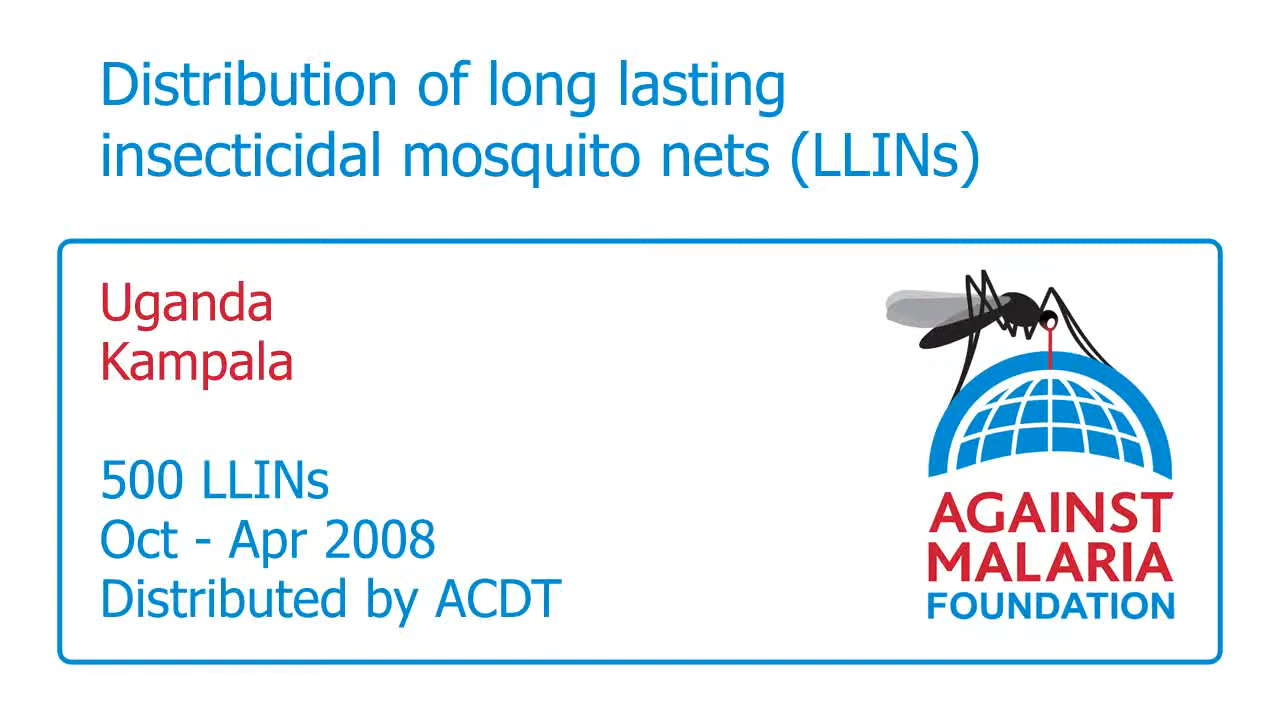 Distribution of long lasting
insecticidal mosquito nets (LLINs)
Uganda
Kampala
500 LLINs
Oct - Apr 2008
Distributed by ACDT
AGAINST
MALARIA
FOUNDATION